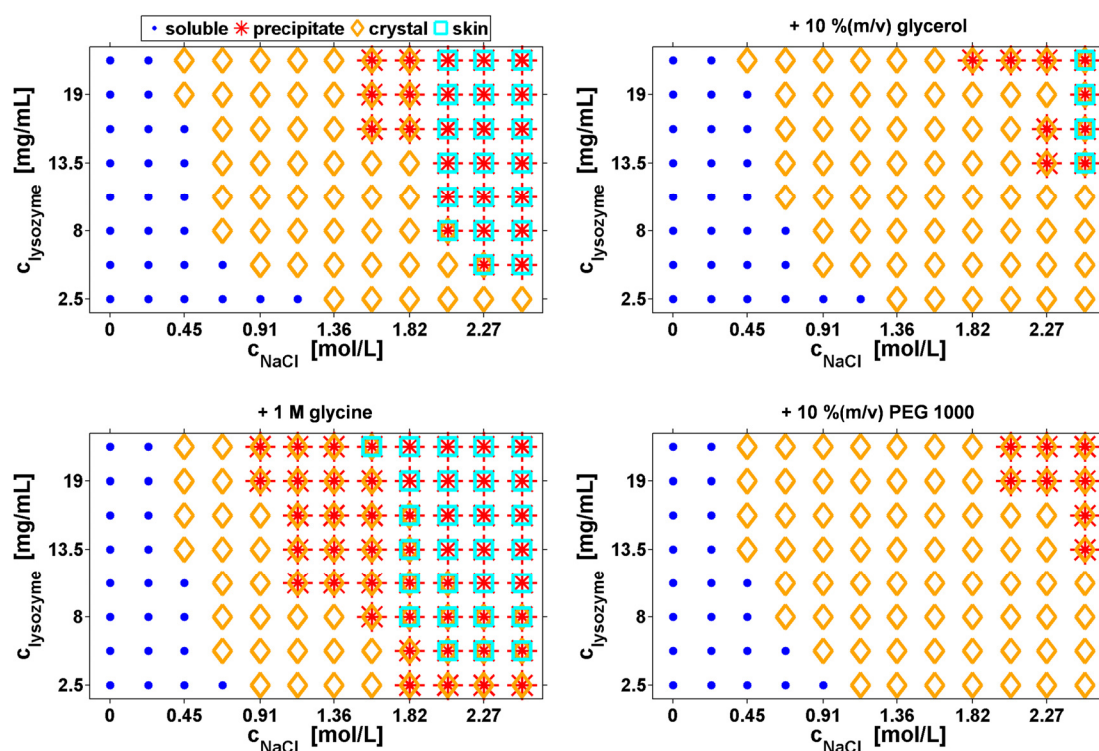 soluble precipitate crystal skin
19
13.5
8
2.5
c_lysozyme [mg/mL]
0 0.45 0.91 1.36 1.82 2.27
c_NaCl [mol/L]
+ 10 %(m/v) glycerol
19
13.5
8
2.5
c_lysozyme [mg/mL]
0 0.45 0.91 1.36 1.82 2.27
c_NaCl [mol/L]
+ 1 M glycine
19
13.5
8
2.5
c_lysozyme [mg/mL]
0 0.45 0.91 1.36 1.82 2.27
c_NaCl [mol/L]
+ 10 %(m/v) PEG 1000
19
13.5
8
2.5
c_lysozyme [mg/mL]
0 0.45 0.91 1.36 1.82 2.27
c_NaCl [mol/L]